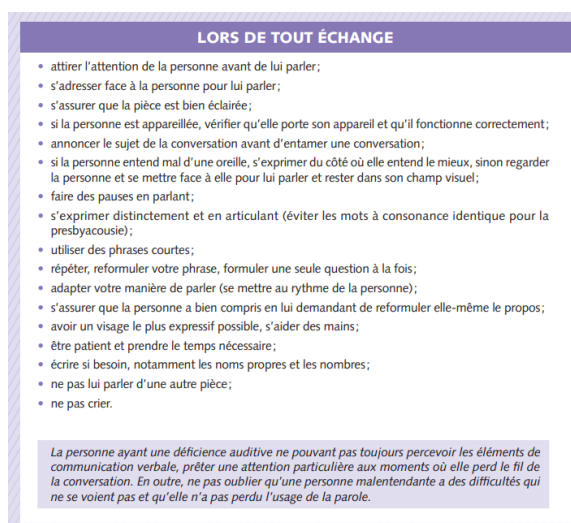 LORS DE TOUT ÉCHANGE
• attirer l'attention de la personne avant de lui parler;
• s'adresser face à la personne pour lui parler;
• s'assurer que la pièce est bien éclairée;
• si la personne est appareillée, vérifier qu'elle porte son appareil et qu'il fonctionne correctement;
• annoncer le sujet de la conversation avant d'entamer une conversation;
• si la personne entend mal d'une oreille, s'exprimer du côté où elle entend le mieux, sinon regarder
la personne et se mettre face à elle pour lui parler et rester dans son champ visuel;
• faire des pauses en parlant;
• s'exprimer distinctement et en articulant (éviter les mots à consonance identique pour la
presbyacousie);
• utiliser des phrases courtes;
• répéter, reformuler votre phrase, formuler une seule question à la fois;
• adapter votre manière de parler (se mettre au rythme de la personne);
• s'assurer que la personne a bien compris en lui demandant de reformuler elle-même le propos;
• avoir un visage le plus expressif possible, s'aider des mains;
• être patient et prendre le temps nécessaire;
• écrire si besoin, notamment les noms propres et les nombres;
• ne pas lui parler d'une autre pièce;
• ne pas crier.
La personne ayant une déficience auditive ne pouvant pas toujours percevoir les éléments de
communication verbale, prêter une attention particulière aux moments où elle perd le fil de
la conversation. En outre, ne pas oublier qu'une personne malentendante a des difficultés qui
ne se voient pas et qu'elle n'a pas perdu l'usage de la parole.